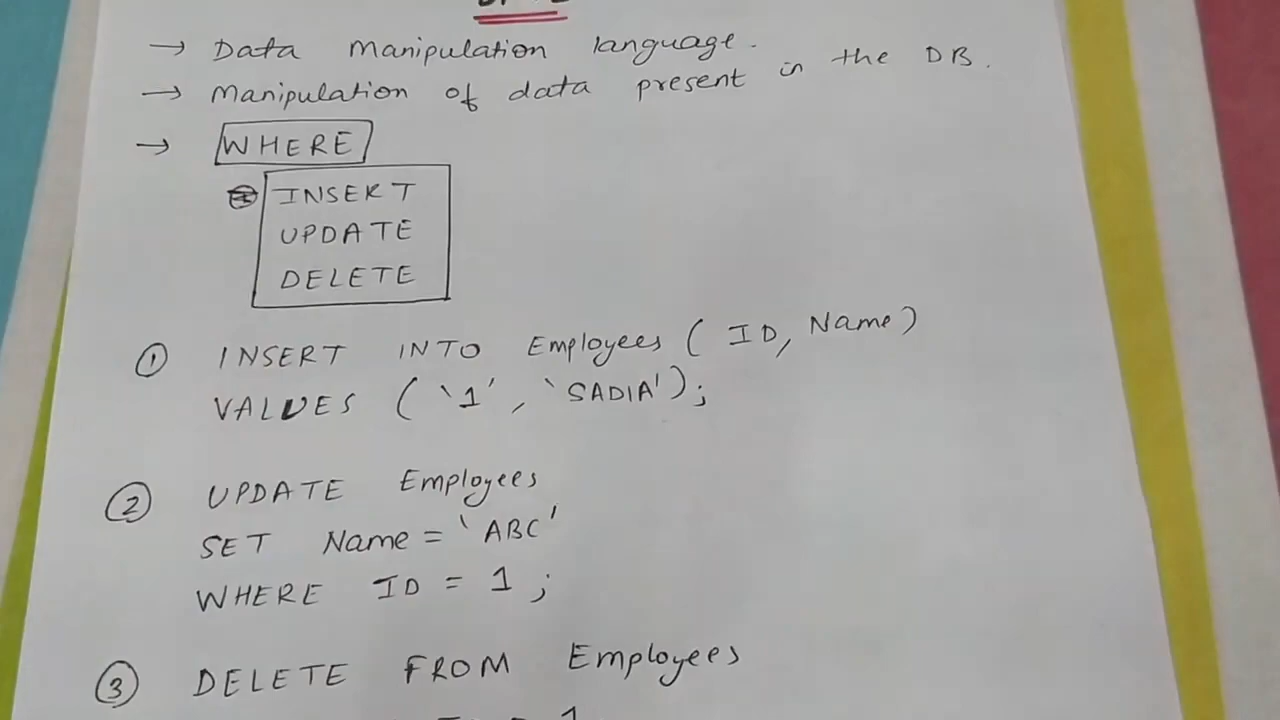 → Data Manipulation language.
→ Manipulation of data present in the DB.
→ WHERE
INSERT
UPDATE
DELETE
① INSERT INTO Employees ( ID, Name)
VALUES ('1', 'SADIA');
② UPDATE Employees
SET Name = 'ABC'
WHERE ID = 1 ;
③ DELETE FROM Employees